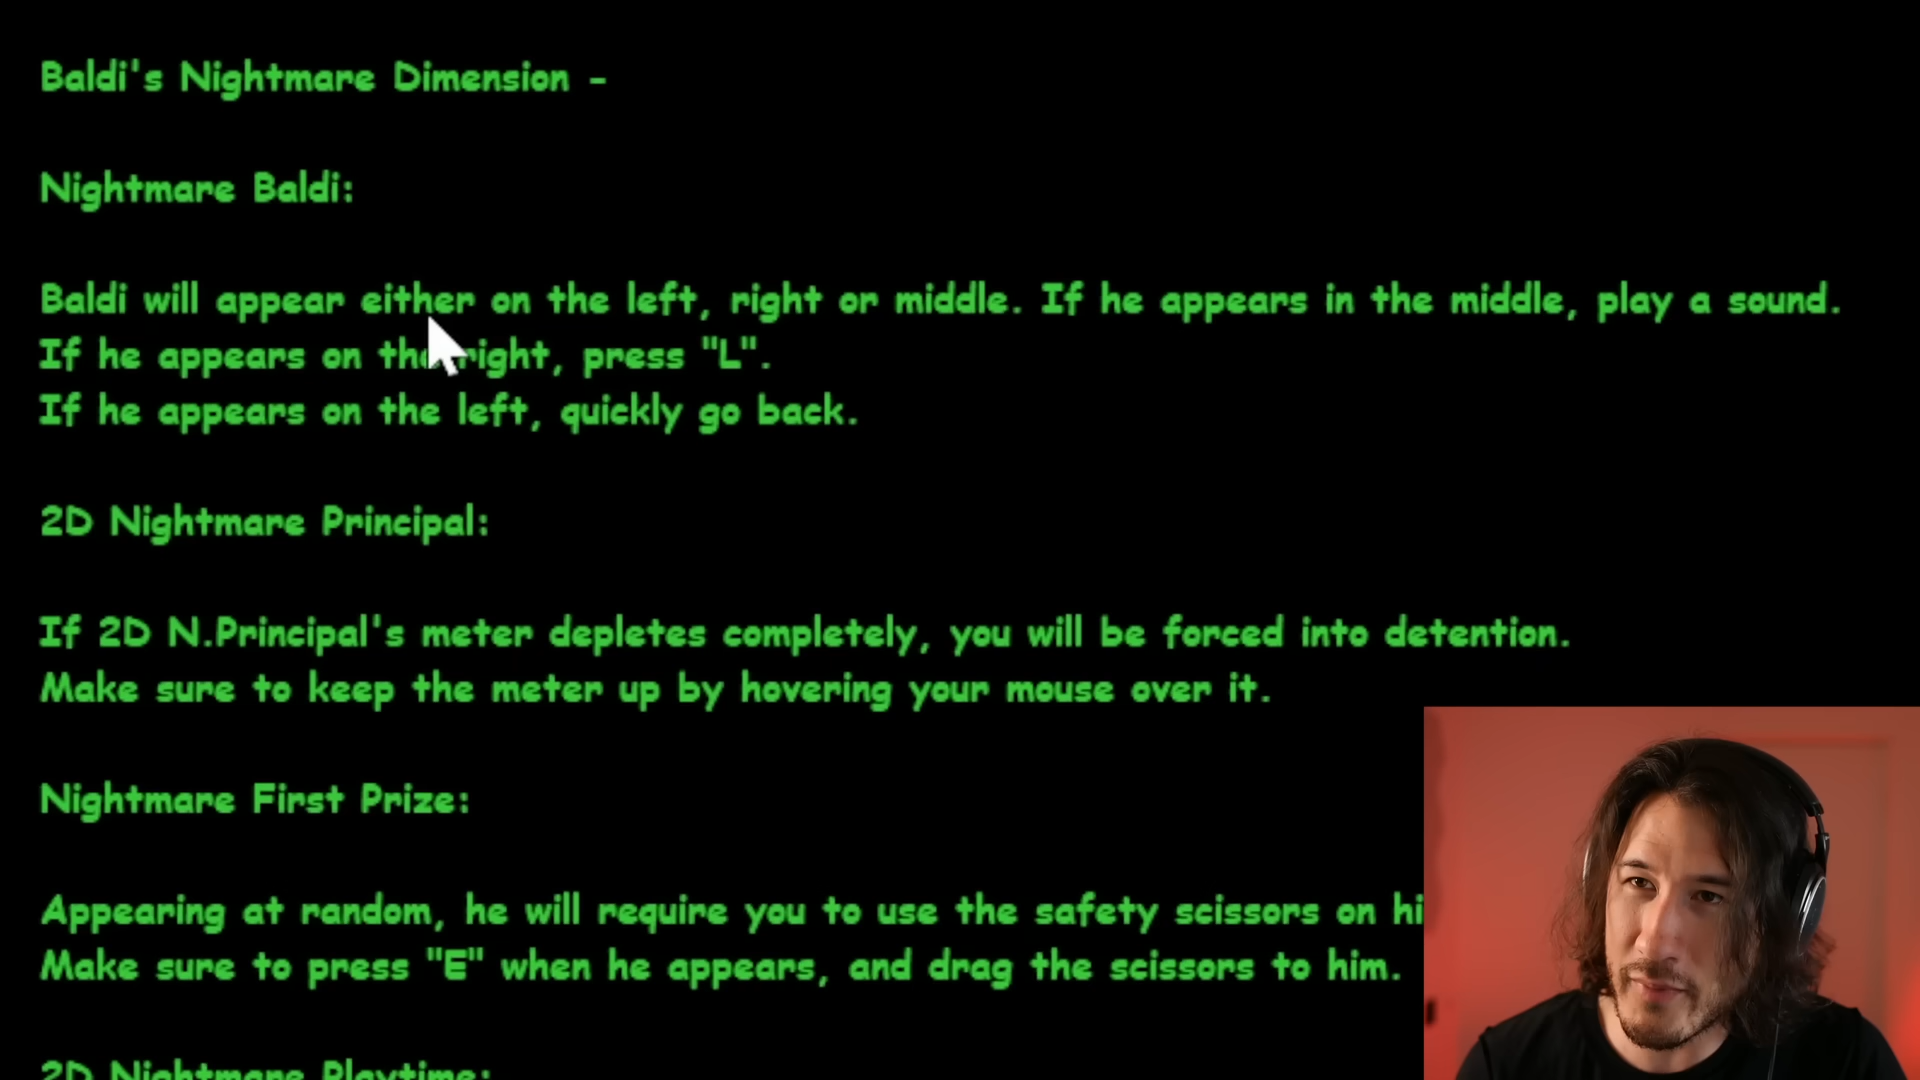 Baldi's Nightmare Dimension -
Nightmare Baldi:
Baldi will appear either on the left, right or middle. If he appears in the middle, play a sound.
If he appears on the right, press "L".
If he appears on the left, quickly go back.
2D Nightmare Principal:
If 2D N.Principal's meter depletes completely, you will be forced into detention.
Make sure to keep the meter up by hovering your mouse over it.
Nightmare First Prize:
Appearing at random, he will require you to use the safety scissors on hi
Make sure to press "E" when he appears, and drag the scissors to him.
2D Nightmare Playtime: